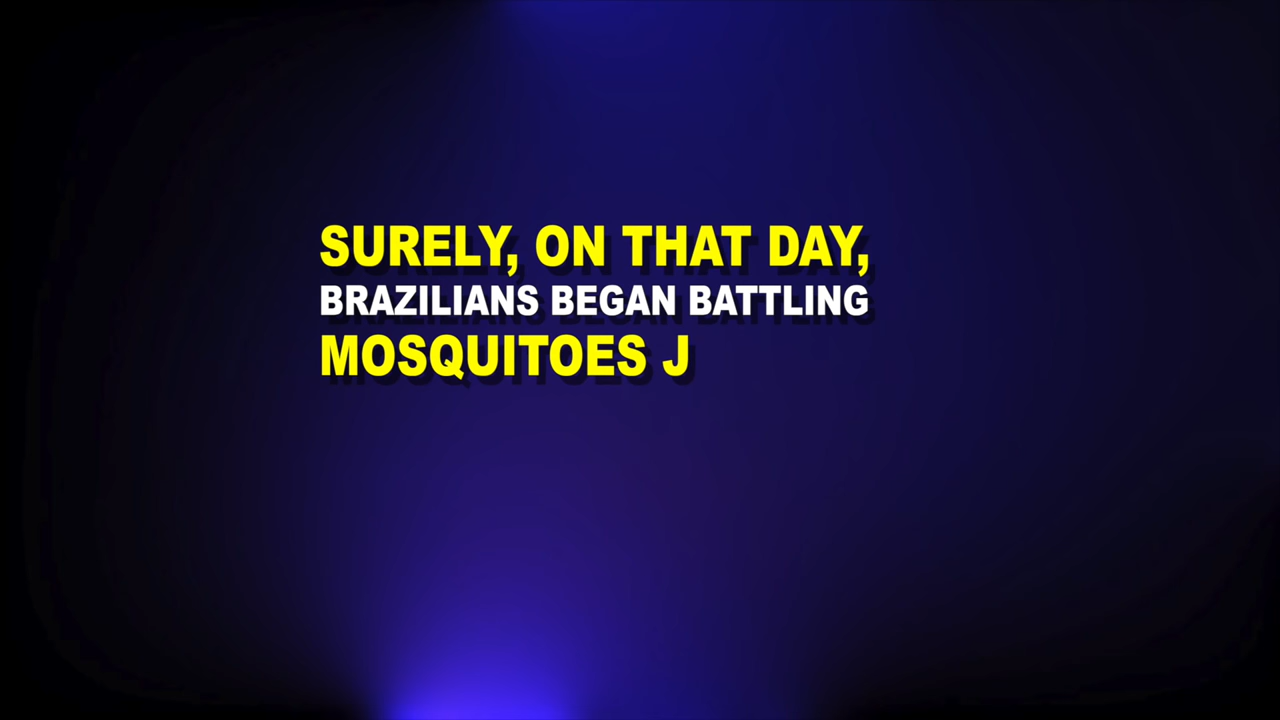 SURELY, ON THAT DAY,
BRAZILIANS BEGAN BATTLING
MOSQUITOES J